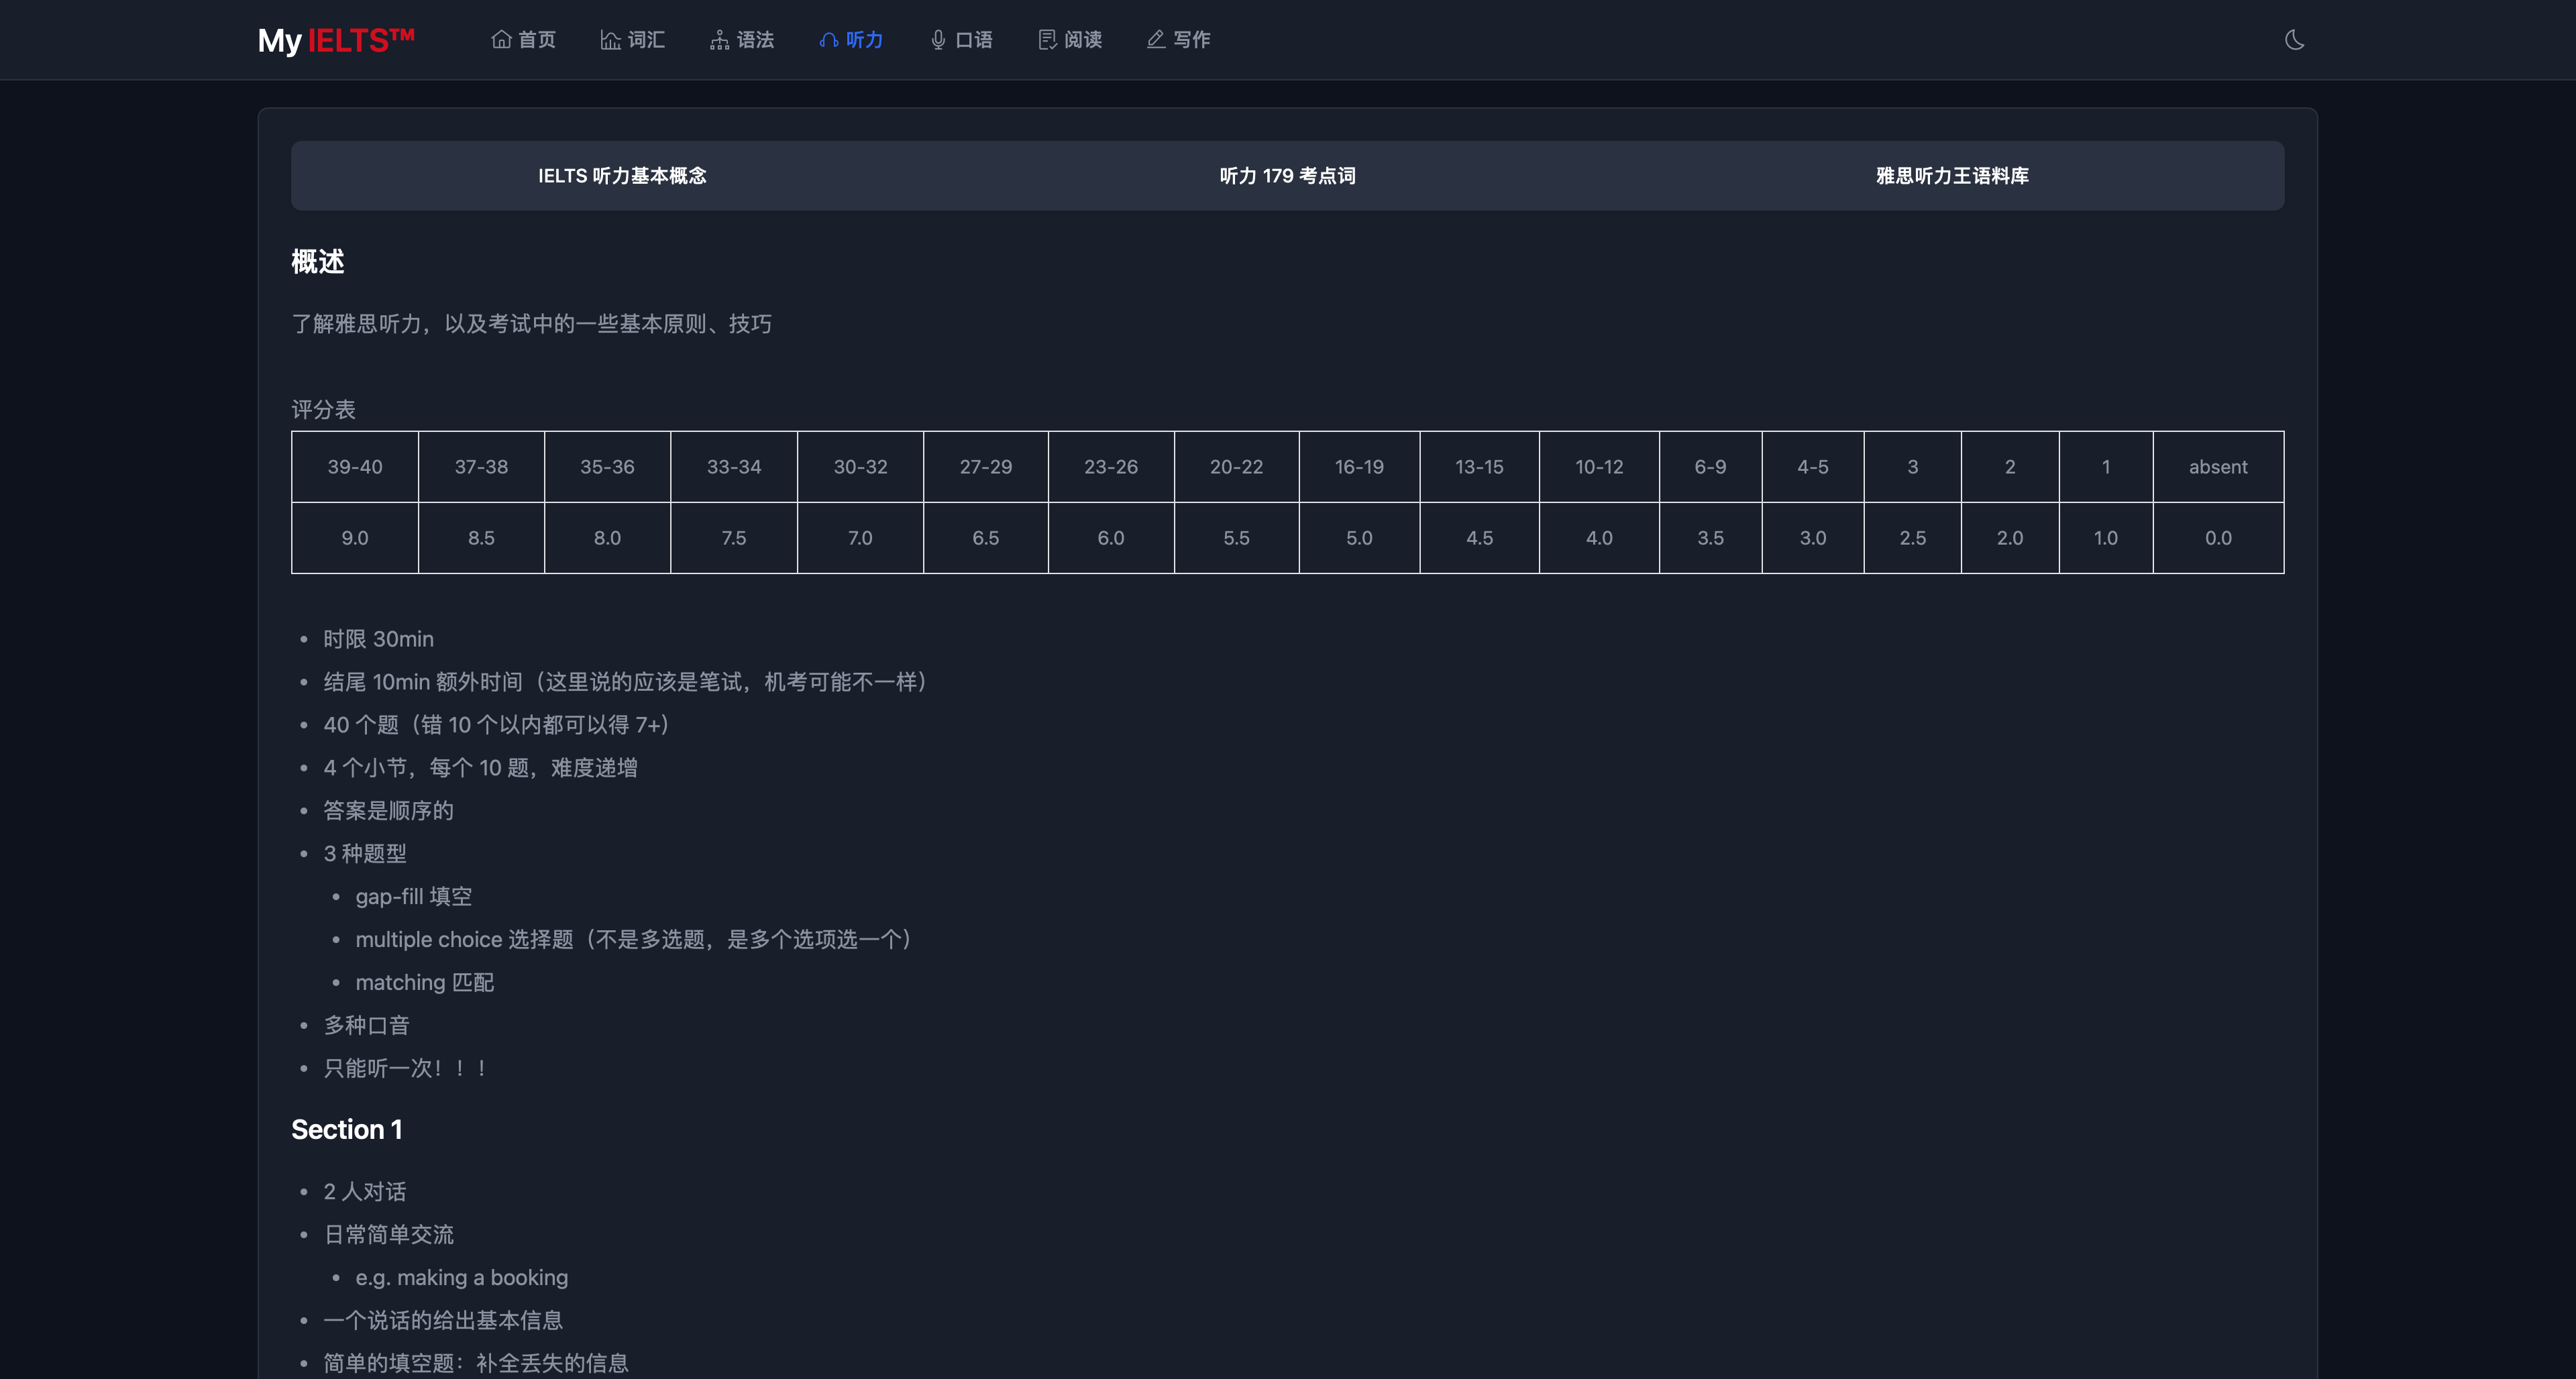 My IELTS™ 首页 词汇 语法 听力 口语 阅读 写作
IELTS 听力基本概念 听力 179 考点词 雅思听力王语料库
概述
了解雅思听力，以及考试中的一些基本原则、技巧
评分表
39-40 37-38 35-36 33-34 30-32 27-29 23-26 20-22 16-19 13-15 10-12 6-9 4-5 3 2 1 absent
9.0 8.5 8.0 7.5 7.0 6.5 6.0 5.5 5.0 4.5 4.0 3.5 3.0 2.5 2.0 1.0 0.0
• 时限 30min
• 结尾 10min 额外时间（这里说的应该是笔试，机考可能不一样）
• 40 个题（错 10 个以内都可以得 7+）
• 4 个小节，每个 10 题，难度递增
• 答案是顺序的
• 3 种题型
• gap-fill 填空
• multiple choice 选择题（不是多选题，是多个选项选一个）
• matching 匹配
• 多种口音
• 只能听一次！！！
Section 1
• 2 人对话
• 日常简单交流
• e.g. making a booking
• 一个说话的给出基本信息
• 简单的填空题：补全丢失的信息